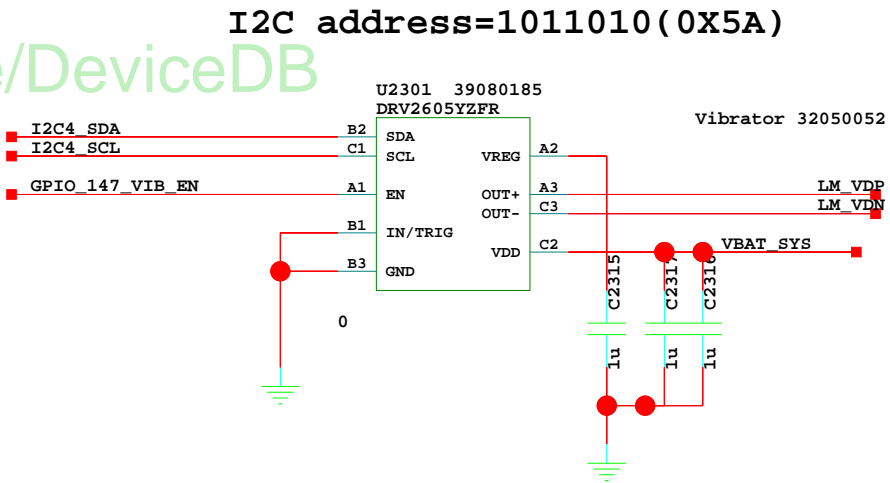 I2C address=1011010(0X5A)
e/DeviceDB
U2301 39080185
DRV2605YZFR
Vibrator 32050052
I2C4_SDA
B2
SDA
I2C4_SCL
C1
SCL
VREG
A2
GPIO_147_VIB_EN
A1
EN
OUT+
A3
LM_VDP
OUT-
C3
LM_VDN
B1
IN/TRIG
VDD
C2
VBAT_SYS
B3
GND
C2315
C2317
C2316
0
1u
1u
1u